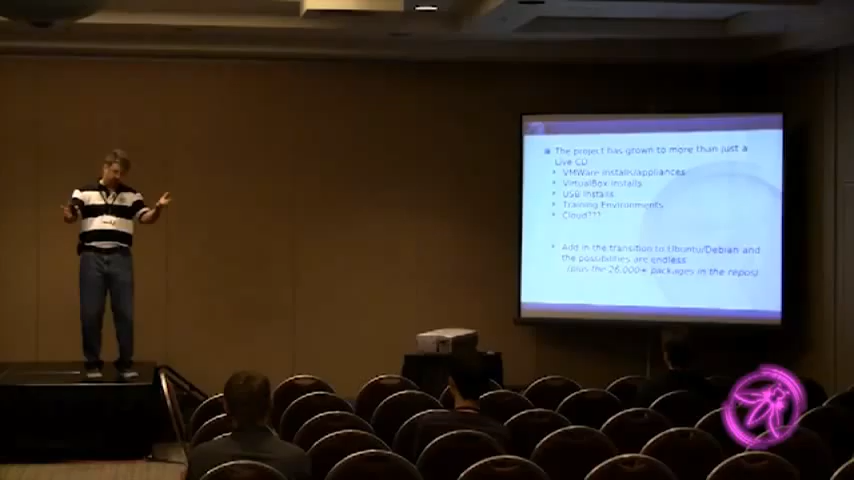 The project has grown to more than just a
Live CD
VMWare installs/appliances
VirtualBox installs
USB Installs
Training Environments
Cloud???
Add in the transition to Ubuntu/Debian and
the possibilities are endless
(plus the 26,000+ packages in the repos)